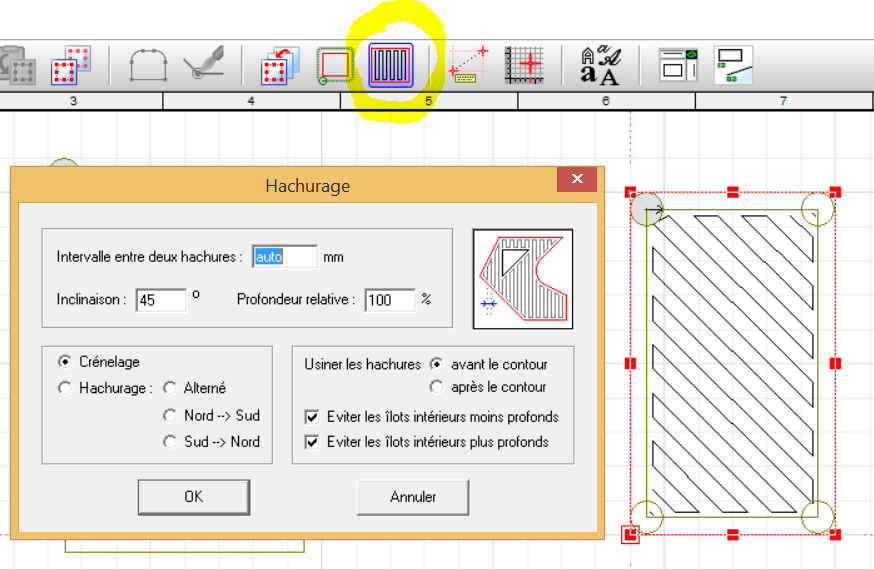 3 4 5 6 7
Hachurage
Intervalle entre deux hachures : auto mm
Inclinaison : 45 ° Profondeur relative : 100 %
Crénelage
Hachurage : Alterné
Nord --> Sud
Sud --> Nord
Usiner les hachures avant le contour
après le contour
Eviter les îlots intérieurs moins profonds
Eviter les îlots intérieurs plus profonds
OK Annuler